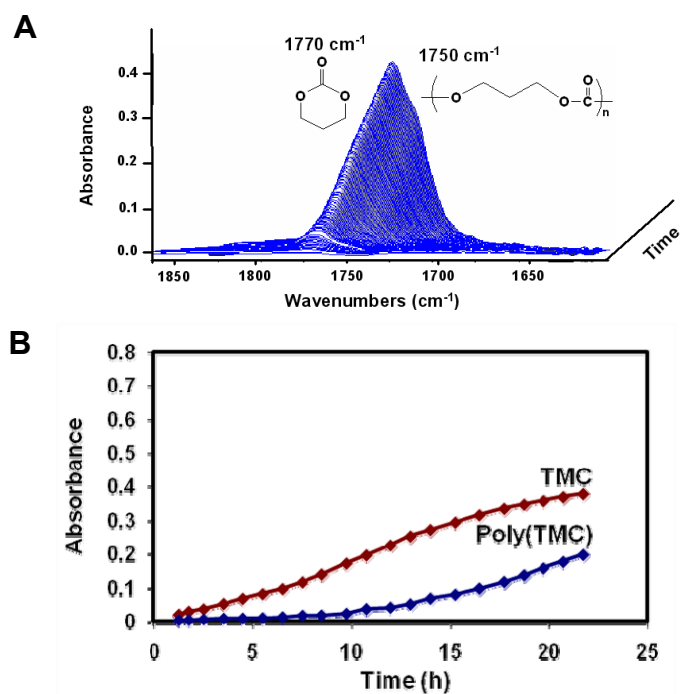 A
1770 cm-1
1750 cm-1
O
O
O
O
O
C
O
n
Absorbance
0.4
0.3
0.2
0.1
0.0
1850
1800
1750
1700
1650
Time
Wavenumbers (cm-1)
B
Absorbance
0.8
0.7
0.6
0.5
0.4
0.3
0.2
0.1
0
TMC
Poly(TMC)
0
5
10
15
20
25
Time (h)